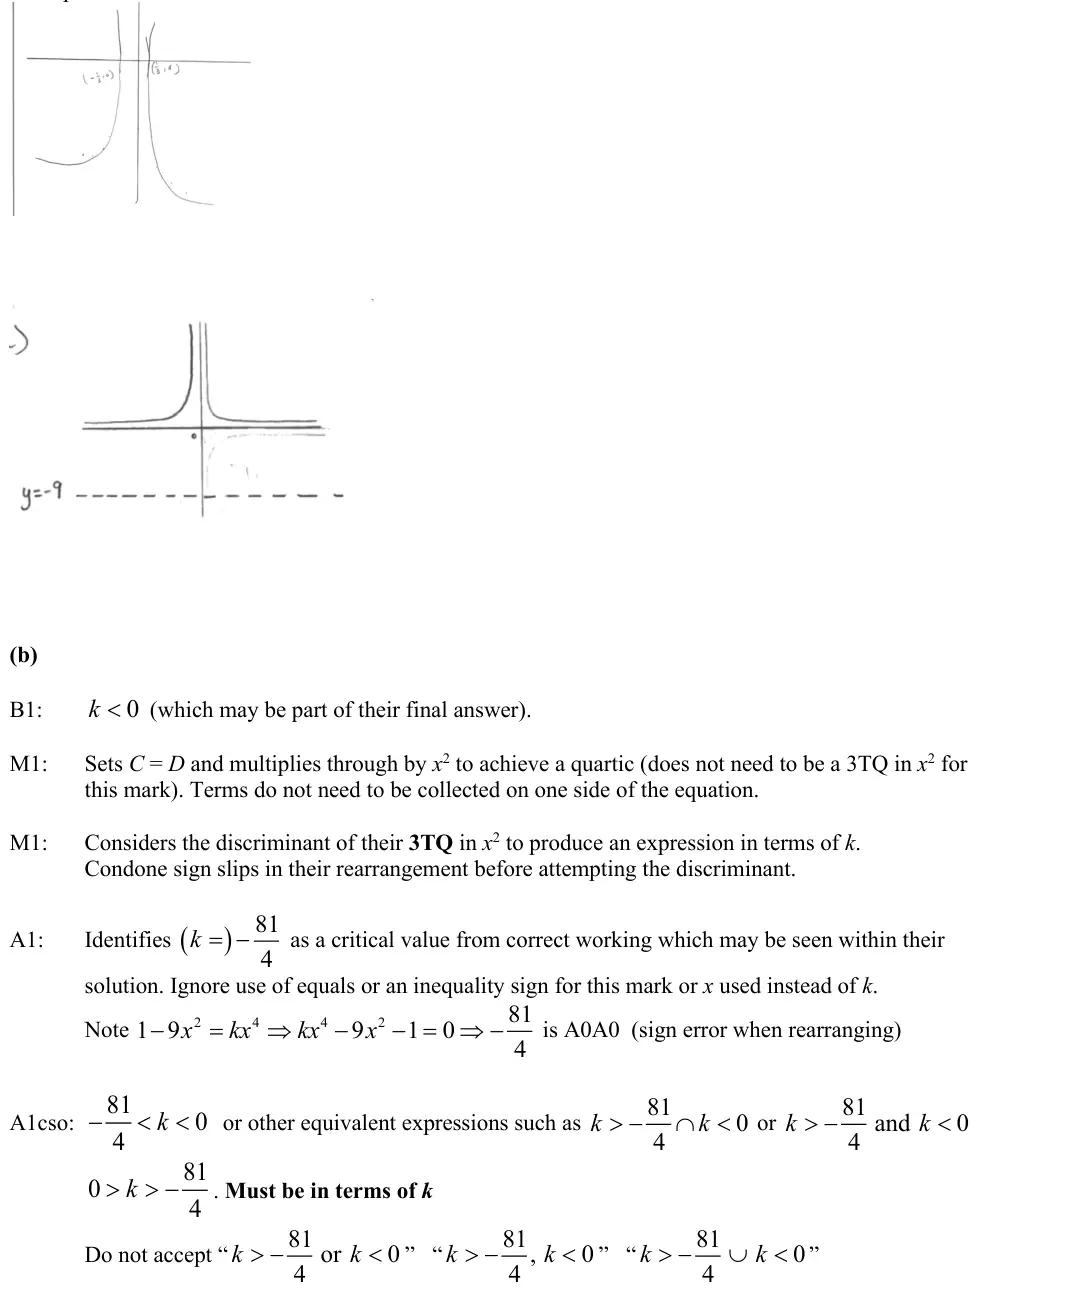 (-⅓,0) (⅓,0)
y=-9
(b)
B1: k < 0 (which may be part of their final answer).
M1: Sets C = D and multiplies through by x² to achieve a quartic (does not need to be a 3TQ in x² for
this mark). Terms do not need to be collected on one side of the equation.
M1: Considers the discriminant of their 3TQ in x² to produce an expression in terms of k.
Condone sign slips in their rearrangement before attempting the discriminant.
A1: Identifies (k =) −81/4 as a critical value from correct working which may be seen within their
solution. Ignore use of equals or an inequality sign for this mark or x used instead of k.
Note 1−9x² = kx⁴ ⇒ kx⁴ −9x² −1 = 0 ⇒ −81/4 is A0A0 (sign error when rearranging)
A1cso: −81/4 < k < 0 or other equivalent expressions such as k > −81/4 ∩ k < 0 or k > −81/4 and k < 0
0 > k > −81/4 . Must be in terms of k
Do not accept “k > −81/4 or k < 0” “k > −81/4, k < 0” “k > −81/4 ∪ k < 0”